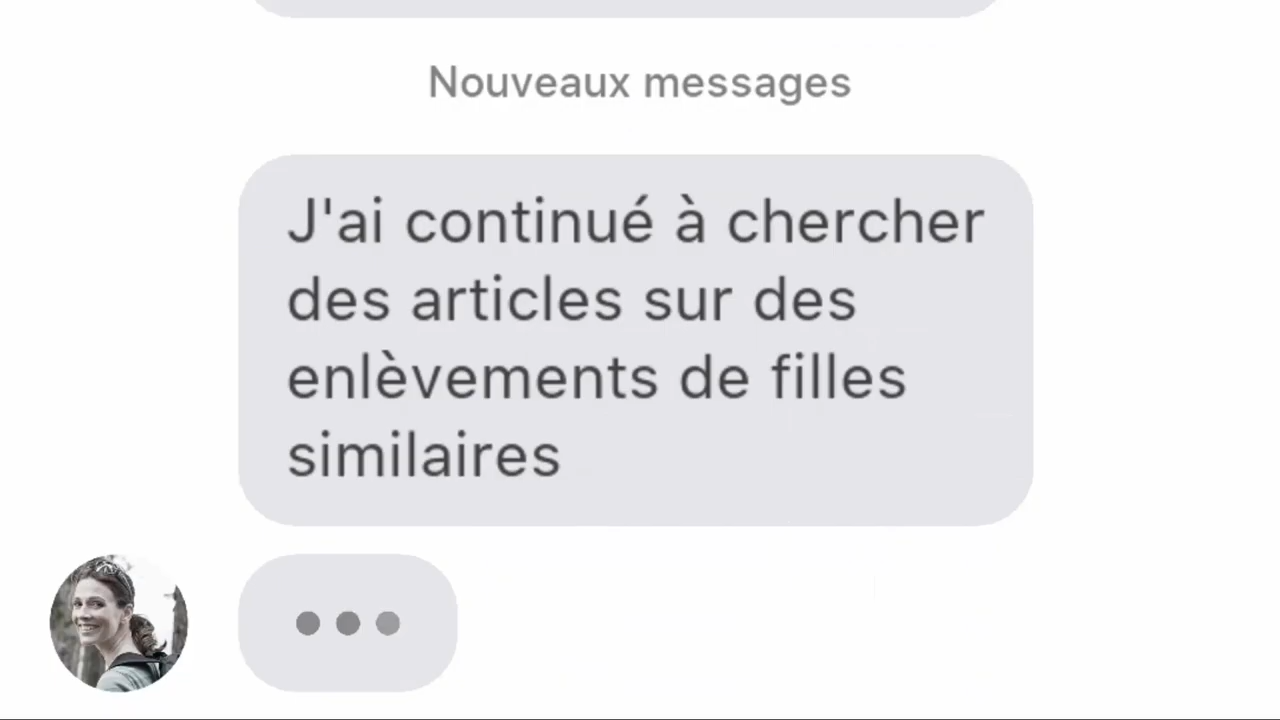 Nouveaux messages
J'ai continué à chercher
des articles sur des
enlèvements de filles
similaires